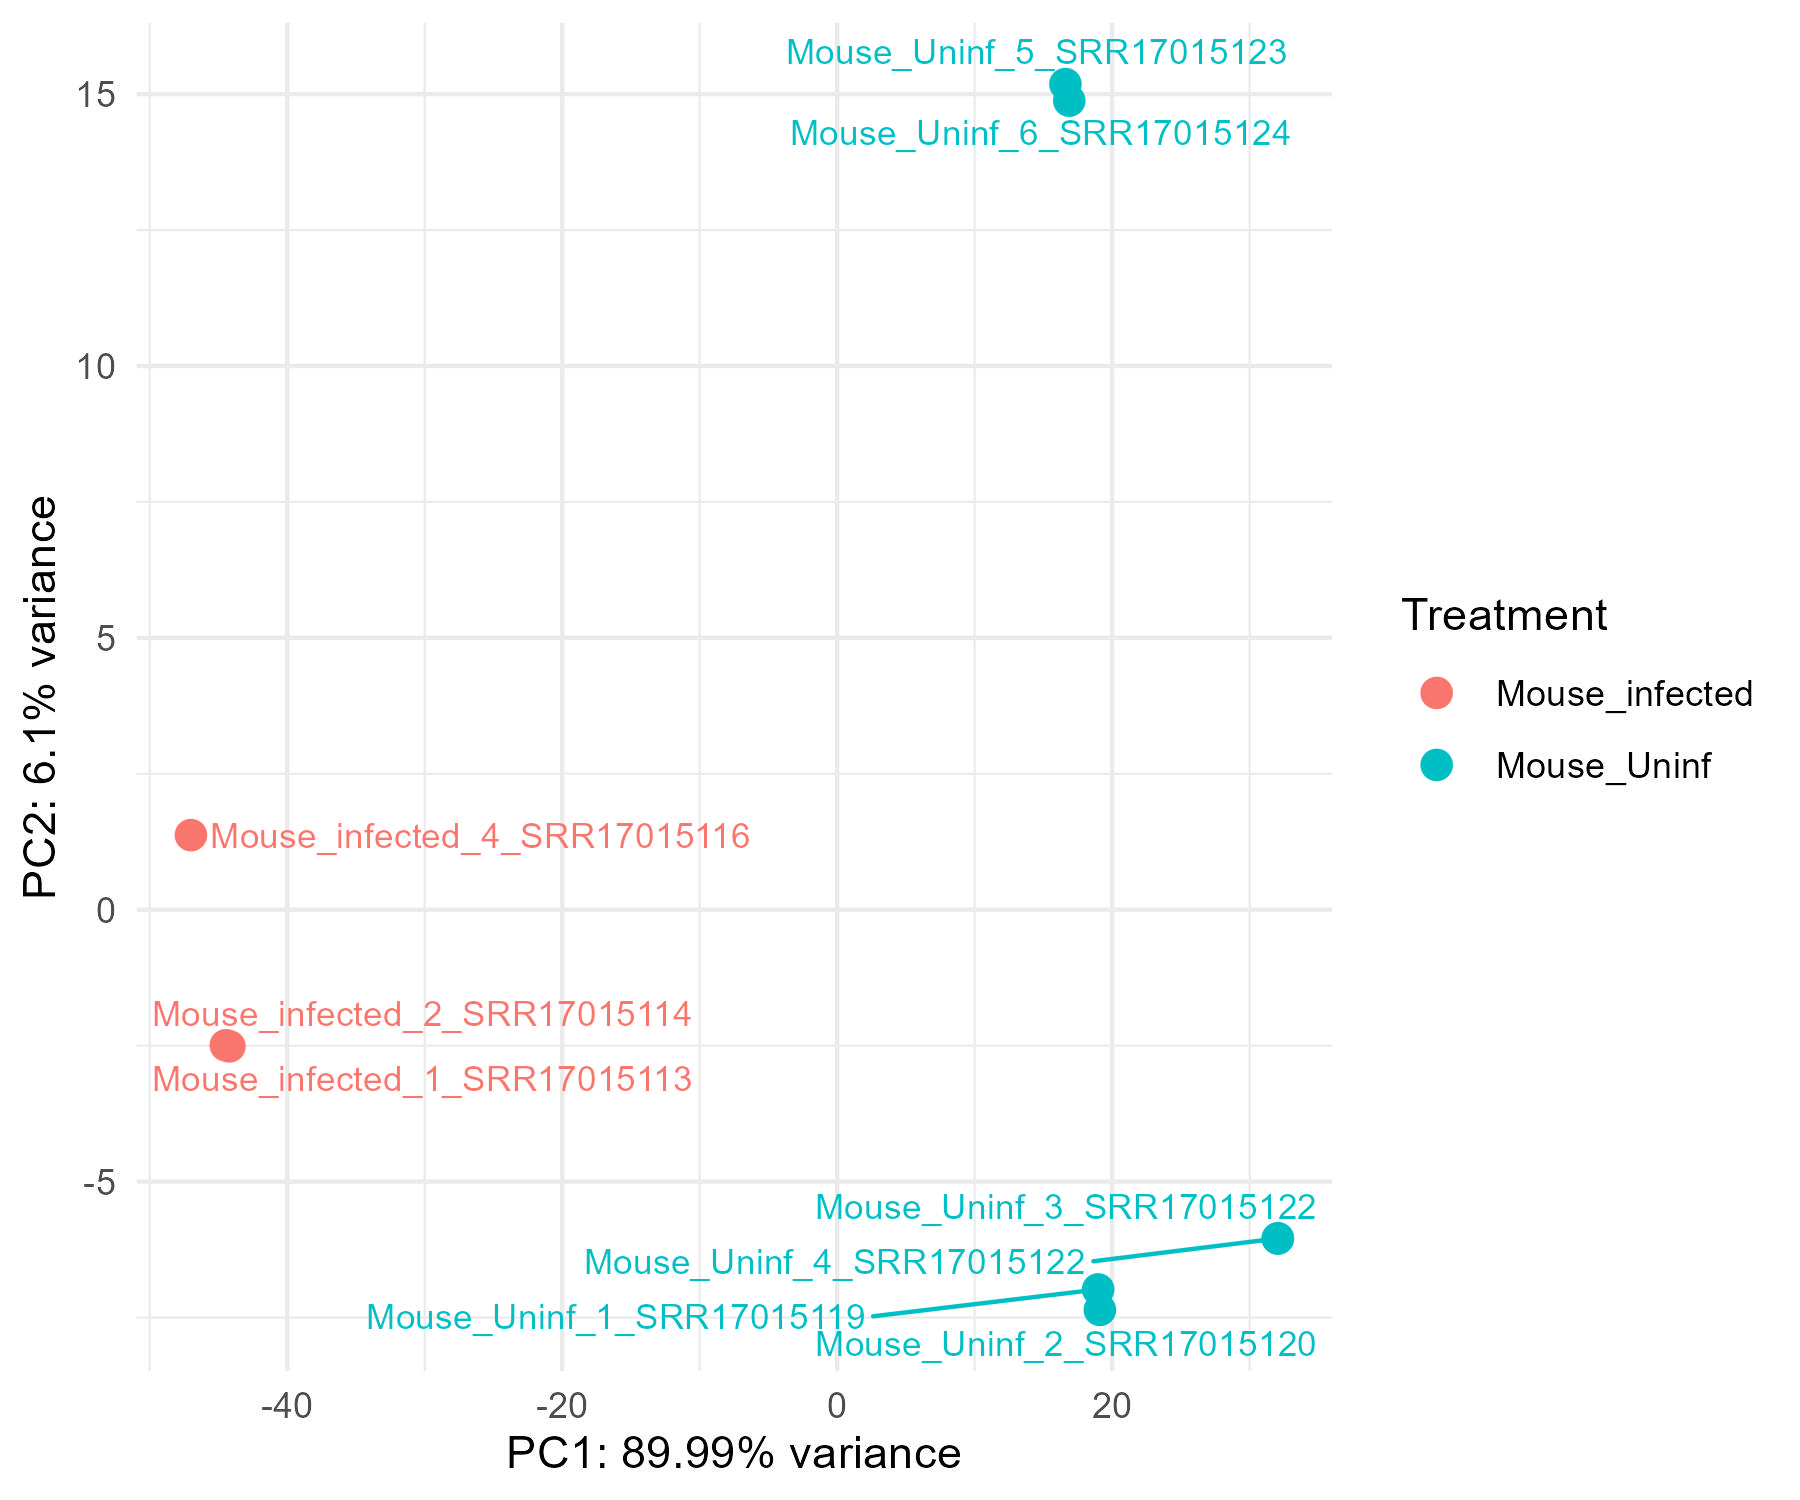 Mouse_Uninf_5_SRR17015123
15
Mouse_Uninf_6_SRR17015124
10
5
Mouse_infected_4_SRR17015116
0
Mouse_infected_2_SRR17015114
Mouse_infected_1_SRR17015113
-5
Mouse_Uninf_3_SRR17015122
Mouse_Uninf_4_SRR17015122
Mouse_Uninf_1_SRR17015119
Mouse_Uninf_2_SRR17015120
-40 -20 0 20
PC1: 89.99% variance
PC2: 6.1% variance
Treatment
Mouse_infected
Mouse_Uninf